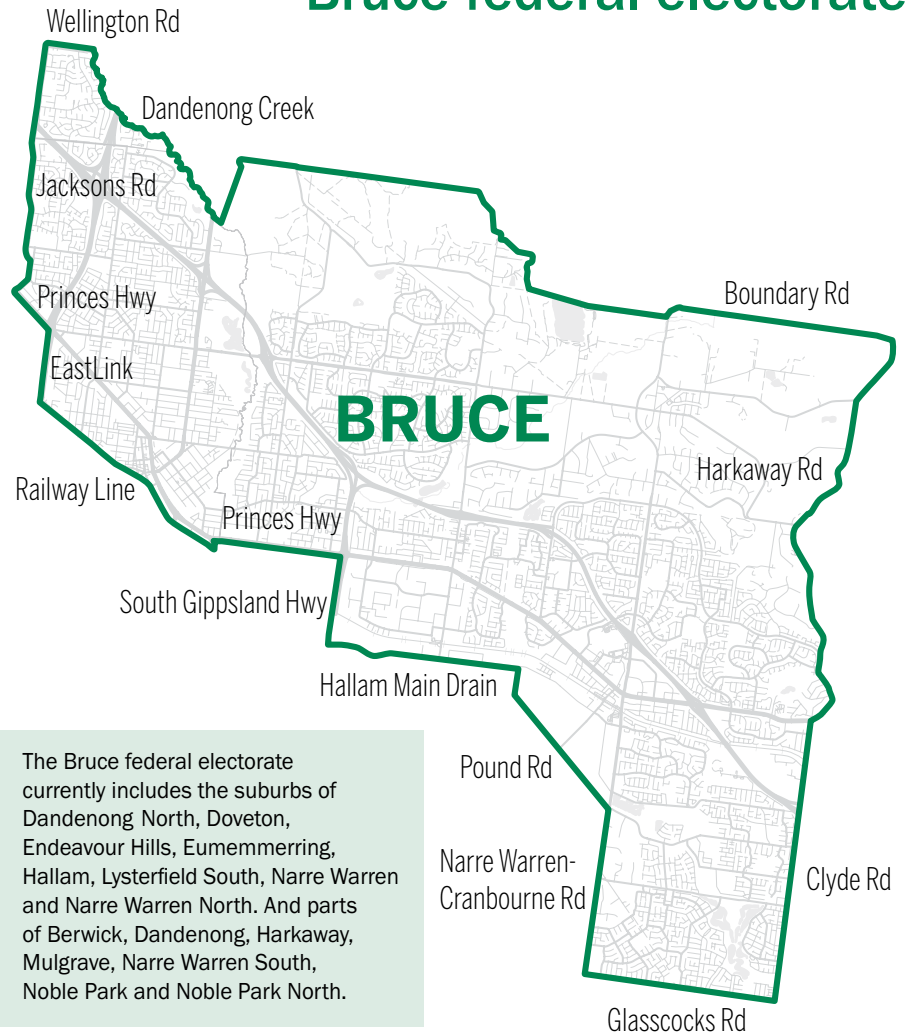 Bruce federal electorate
Wellington Rd
Dandenong Creek
Jacksons Rd
Princes Hwy
Boundary Rd
EastLink
BRUCE
Harkaway Rd
Railway Line
Princes Hwy
South Gippsland Hwy
Hallam Main Drain
Pound Rd
Narre Warren-
Cranbourne Rd
Clyde Rd
Glasscocks Rd
The Bruce federal electorate
currently includes the suburbs of
Dandenong North, Doveton,
Endeavour Hills, Eumemmerring,
Hallam, Lysterfield South, Narre Warren
and Narre Warren North. And parts
of Berwick, Dandenong, Harkaway,
Mulgrave, Narre Warren South,
Noble Park and Noble Park North.